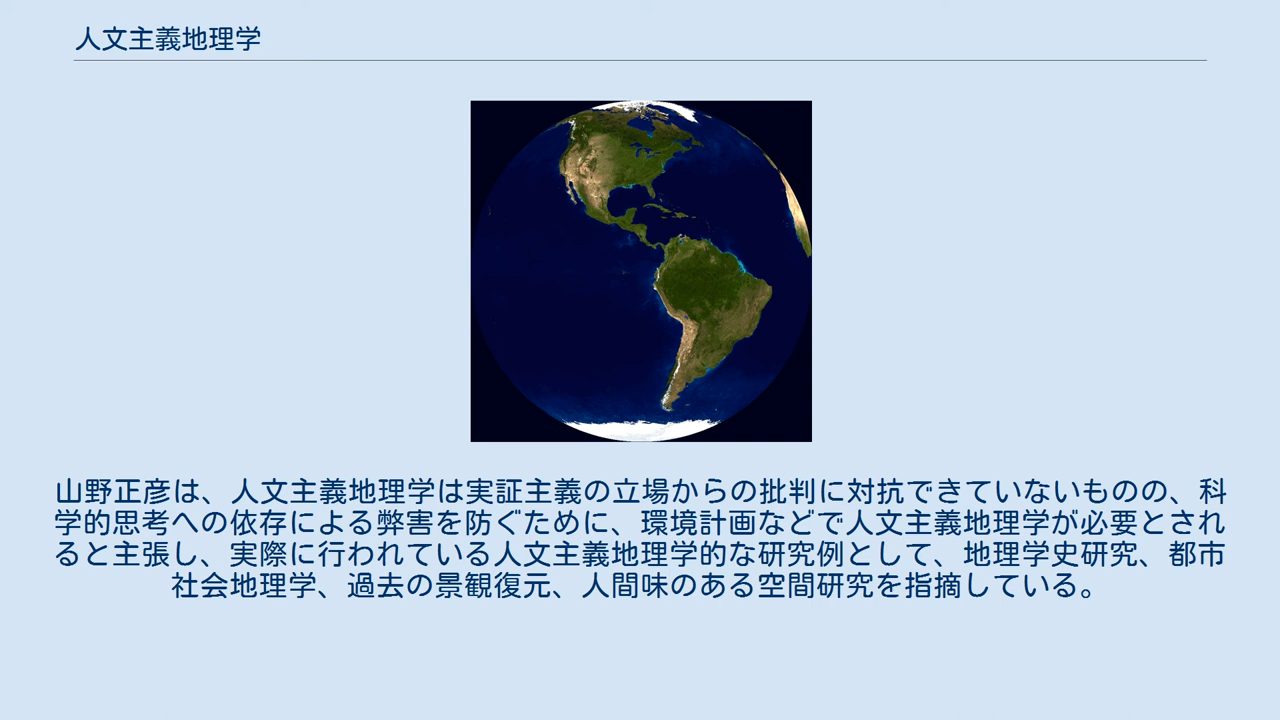 人文主義地理学
山野正彦は、人文主義地理学は実証主義の立場からの批判に対抗できていないものの、科
学的思考への依存による弊害を防ぐために、環境計画などで人文主義地理学が必要とされ
ると主張し、実際に行われている人文主義地理学的な研究例として、地理学史研究、都市
社会地理学、過去の景観復元、人間味のある空間研究を指摘している。